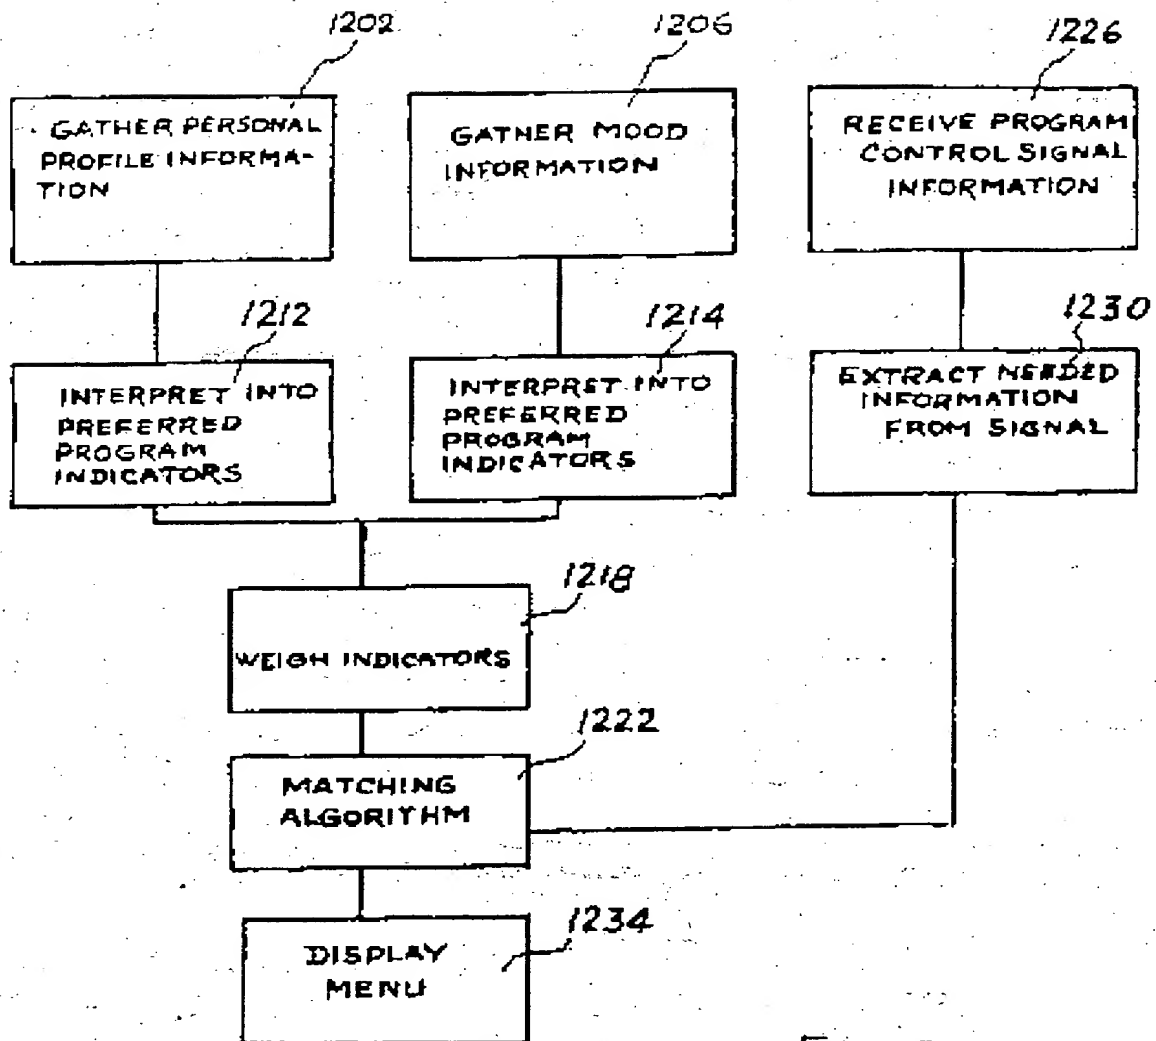 1202
1206
1226
GATHER PERSONAL
PROFILE INFORMA-
TION
GATHER MOOD
INFORMATION
RECEIVE PROGRAM
CONTROL SIGNAL
INFORMATION
1212
1214
1230
INTERPRET INTO
PREFERRED
PROGRAM
INDICATORS
INTERPRET INTO
PREFERRED
PROGRAM
INDICATORS
EXTRACT NEEDED
INFORMATION
FROM SIGNAL
1218
WEIGH INDICATORS
1222
MATCHING
ALGORITHM
1234
DISPLAY
MENU